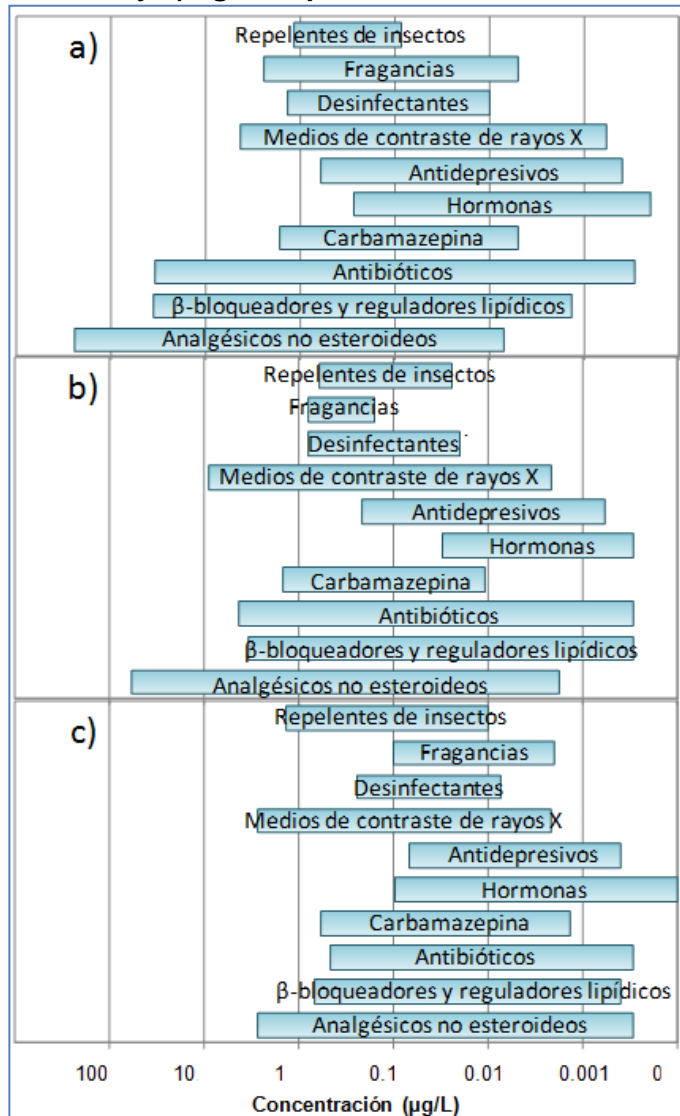 a)
Repelentes de insectos
Fragancias
Desinfectantes
Medios de contraste de rayos X
Antidepresivos
Hormonas
Carbamazepina
Antibióticos
β-bloqueadores y reguladores lipídicos
Analgésicos no esteroideos
b)
Repelentes de insectos
Fragancias
Desinfectantes
Medios de contraste de rayos X
Antidepresivos
Hormonas
Carbamazepina
Antibióticos
β-bloqueadores y reguladores lipídicos
Analgésicos no esteroideos
c)
Repelentes de insectos
Fragancias
Desinfectantes
Medios de contraste de rayos X
Antidepresivos
Hormonas
Carbamazepina
Antibióticos
β-bloqueadores y reguladores lipídicos
Analgésicos no esteroideos
100 10 1 0.1 0.01 0.001 0
Concentración (µg/L)